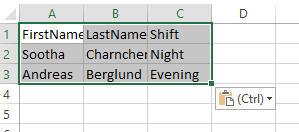 A B C D
1 FirstName LastName Shift
2 Sootha Charncher Night
3 Andreas Berglund Evening
4 (Ctrl)
5